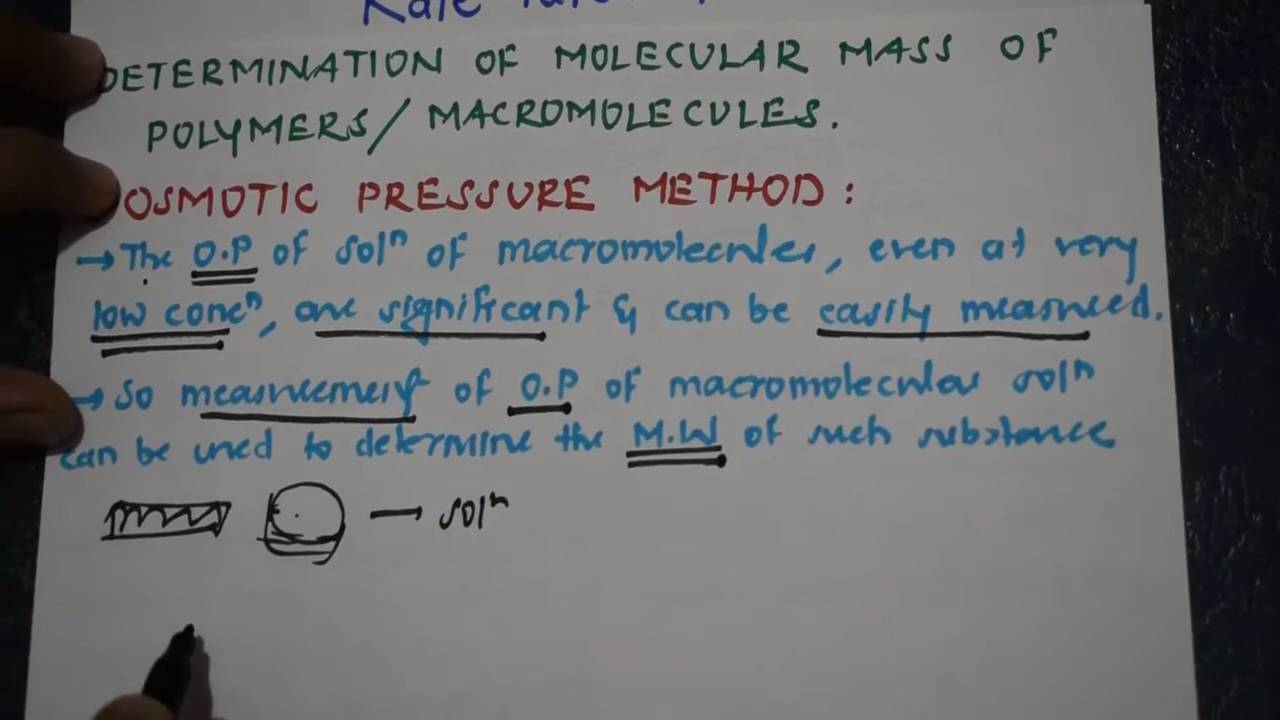 DETERMINATION OF MOLECULAR MASS OF
POLYMERS/MACROMOLECULES.
OSMOTIC PRESSURE METHOD:
→ The O.P of solⁿ of macromolecules, even at very
low concⁿ, are significant & can be easily measured.
→ So measurement of O.P of macromolecular solⁿ
can be used to determine the M.W of such substance
— solⁿ